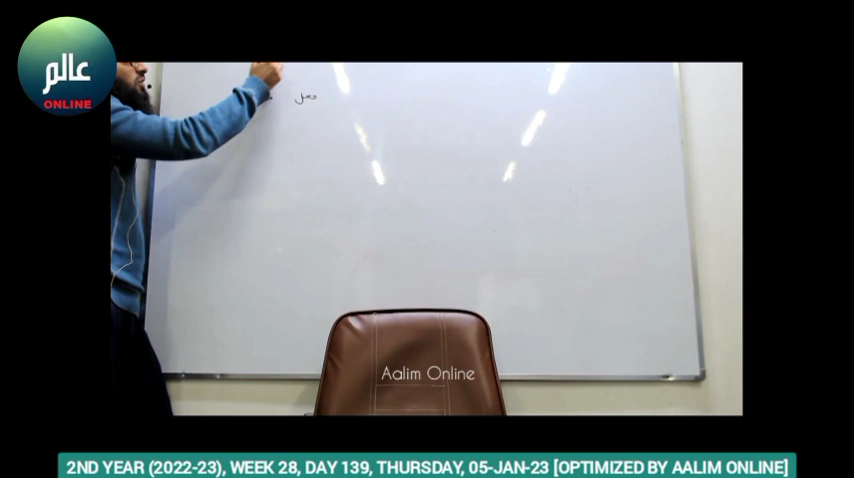 عالم
ONLINE
فعل
Aalim Online
2ND YEAR (2022-23), WEEK 28, DAY 139, THURSDAY, 05-JAN-23 [OPTIMIZED BY AALIM ONLINE]